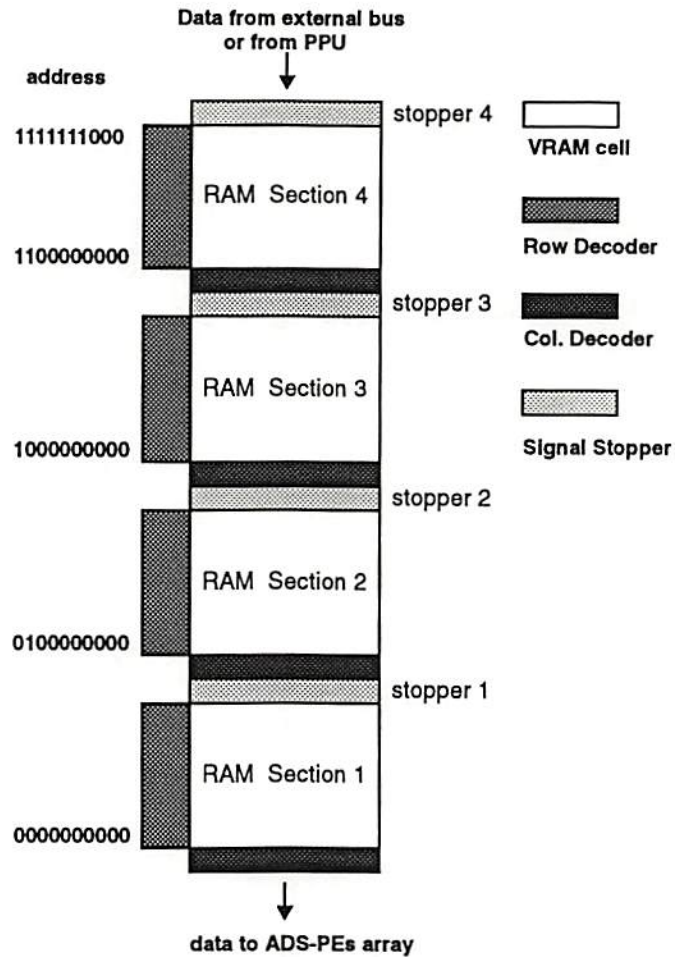 Data from external bus
or from PPU
address
stopper 4
1111111000
RAM Section 4
1100000000
stopper 3
RAM Section 3
1000000000
stopper 2
RAM Section 2
0100000000
stopper 1
RAM Section 1
0000000000
data to ADS-PEs array
VRAM cell
Row Decoder
Col. Decoder
Signal Stopper